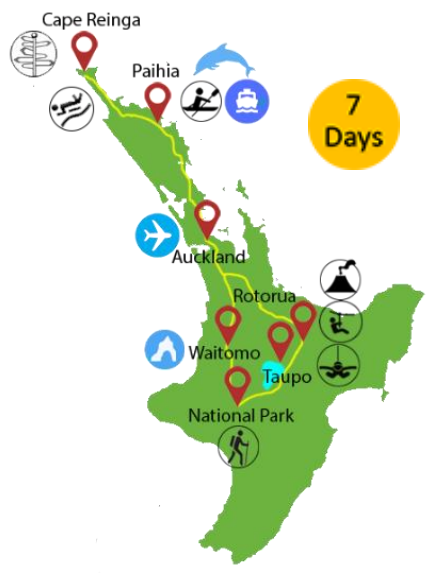 Cape Reinga
Paihia
7
Days
Auckland
Rotorua
Waitomo
Taupo
National Park